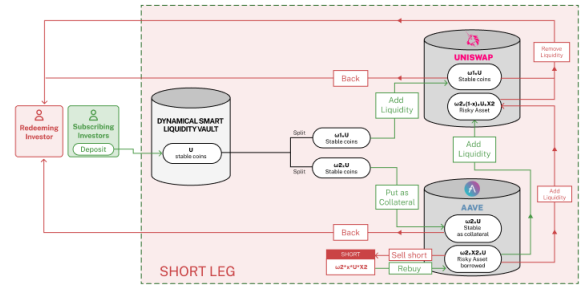 Redeeming
Investor
Subscribing
Investors
Deposit
DYNAMICAL SMART
LIQUIDITY VAULT
U
stable coins
Split
Split
ω1*U
Stable coins
ω2*U
Stable coins
Add
Liquidity
Put as
Collateral
Back
UNISWAP
ω1*U
Stable coins
ω2*(1-x)*U*X2
Risky Asset
Remove
Liquidity
Add
Liquidity
Add
Liquidity
AAVE
ω2*U
Stable
as collateral
ω2*X2*U
Risky Asset
borrowed
Back
Sell short
Rebuy
SHORT
ω2*x*U*X2
SHORT LEG